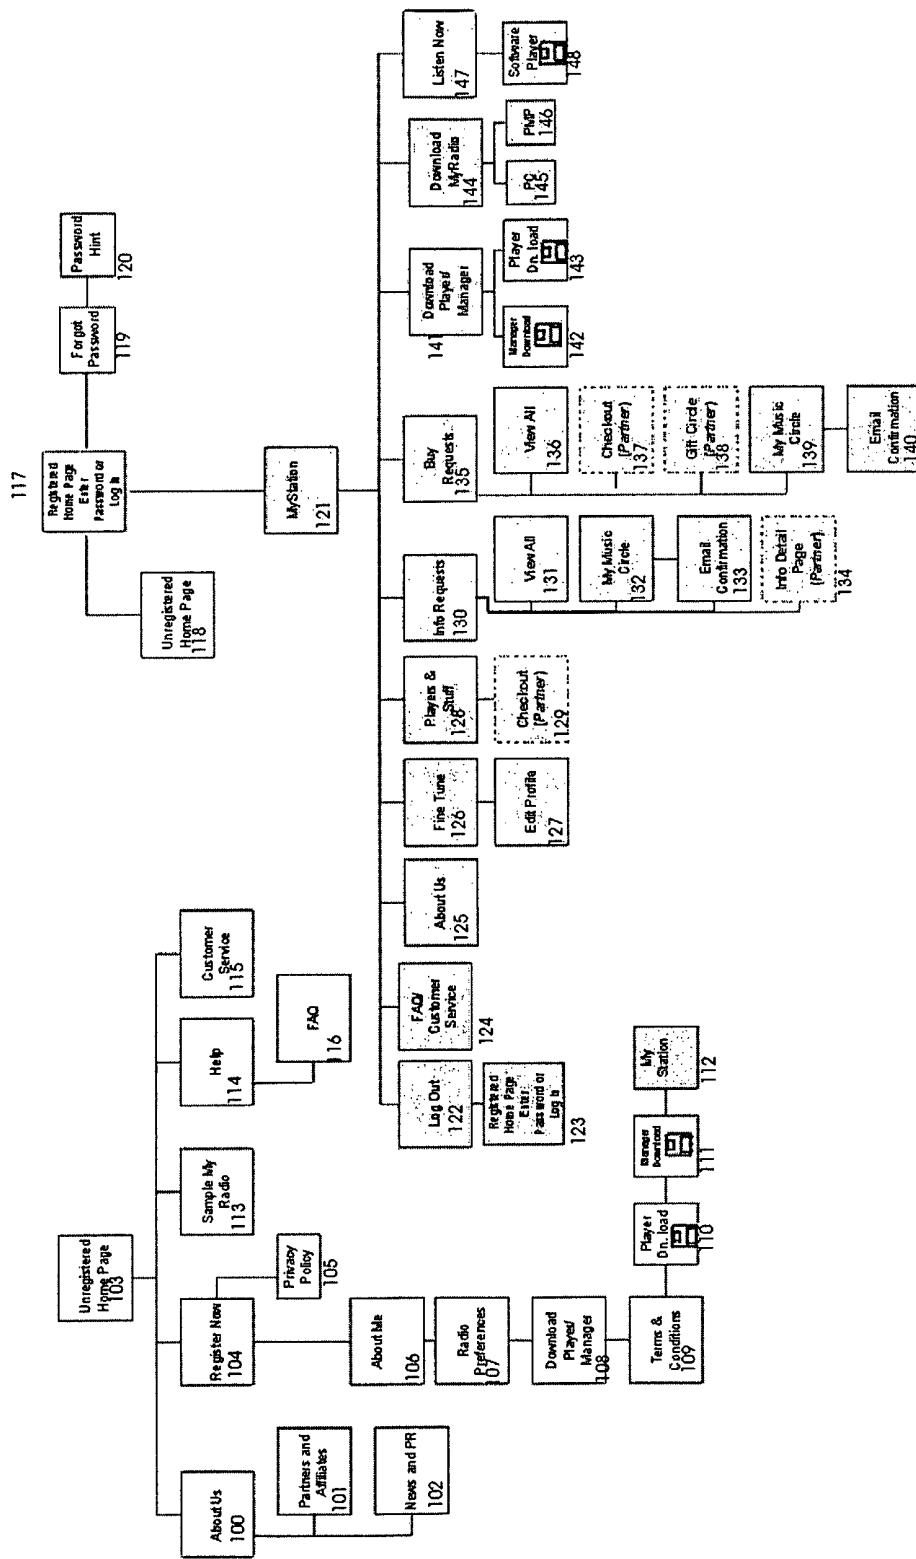 Unregistered
Home Page
103
About Us
100
Partners and
Affiliates
101
News and PR
102
Register Now
104
Privacy
Policy
105
About Me
106
Radio
Preferences
107
Download
Player/
Manager
108
Terms &
Conditions
109
Player
Dn. load
110
Manager
Download
111
My
Station
112
Sample My
Radio
113
Help
114
FAQ
116
Customer
Service
115
117
Registered
Home Page
Enter
Password or
Log In
Unregistered
Home Page
118
Forgot
Password
119
Password
Hint
120
MyStation
121
Log Out
122
Registered
Home Page
Enter
Password or
Log In
123
FAQ/
Customer
Service
124
About Us
125
Fine Tune
126
Edit Profile
127
Players &
Stuff
128
Checkout
(Partner)
129
Info Requests
130
View All
131
My Music
Circle
132
Email
Confirmation
133
Info Detail
Page
(Partner)
134
Buy
Requests
135
View All
136
Checkout
(Partner)
137
Gift Circle
(Partner)
138
My Music
Circle
139
Email
Confirmation
140
Download
Player/
Manager
141
Manager
Download
142
Player
Dn. load
143
Download
MyRadio
144
PC
145
PMP
146
Listen Now
147
Software
Player
148